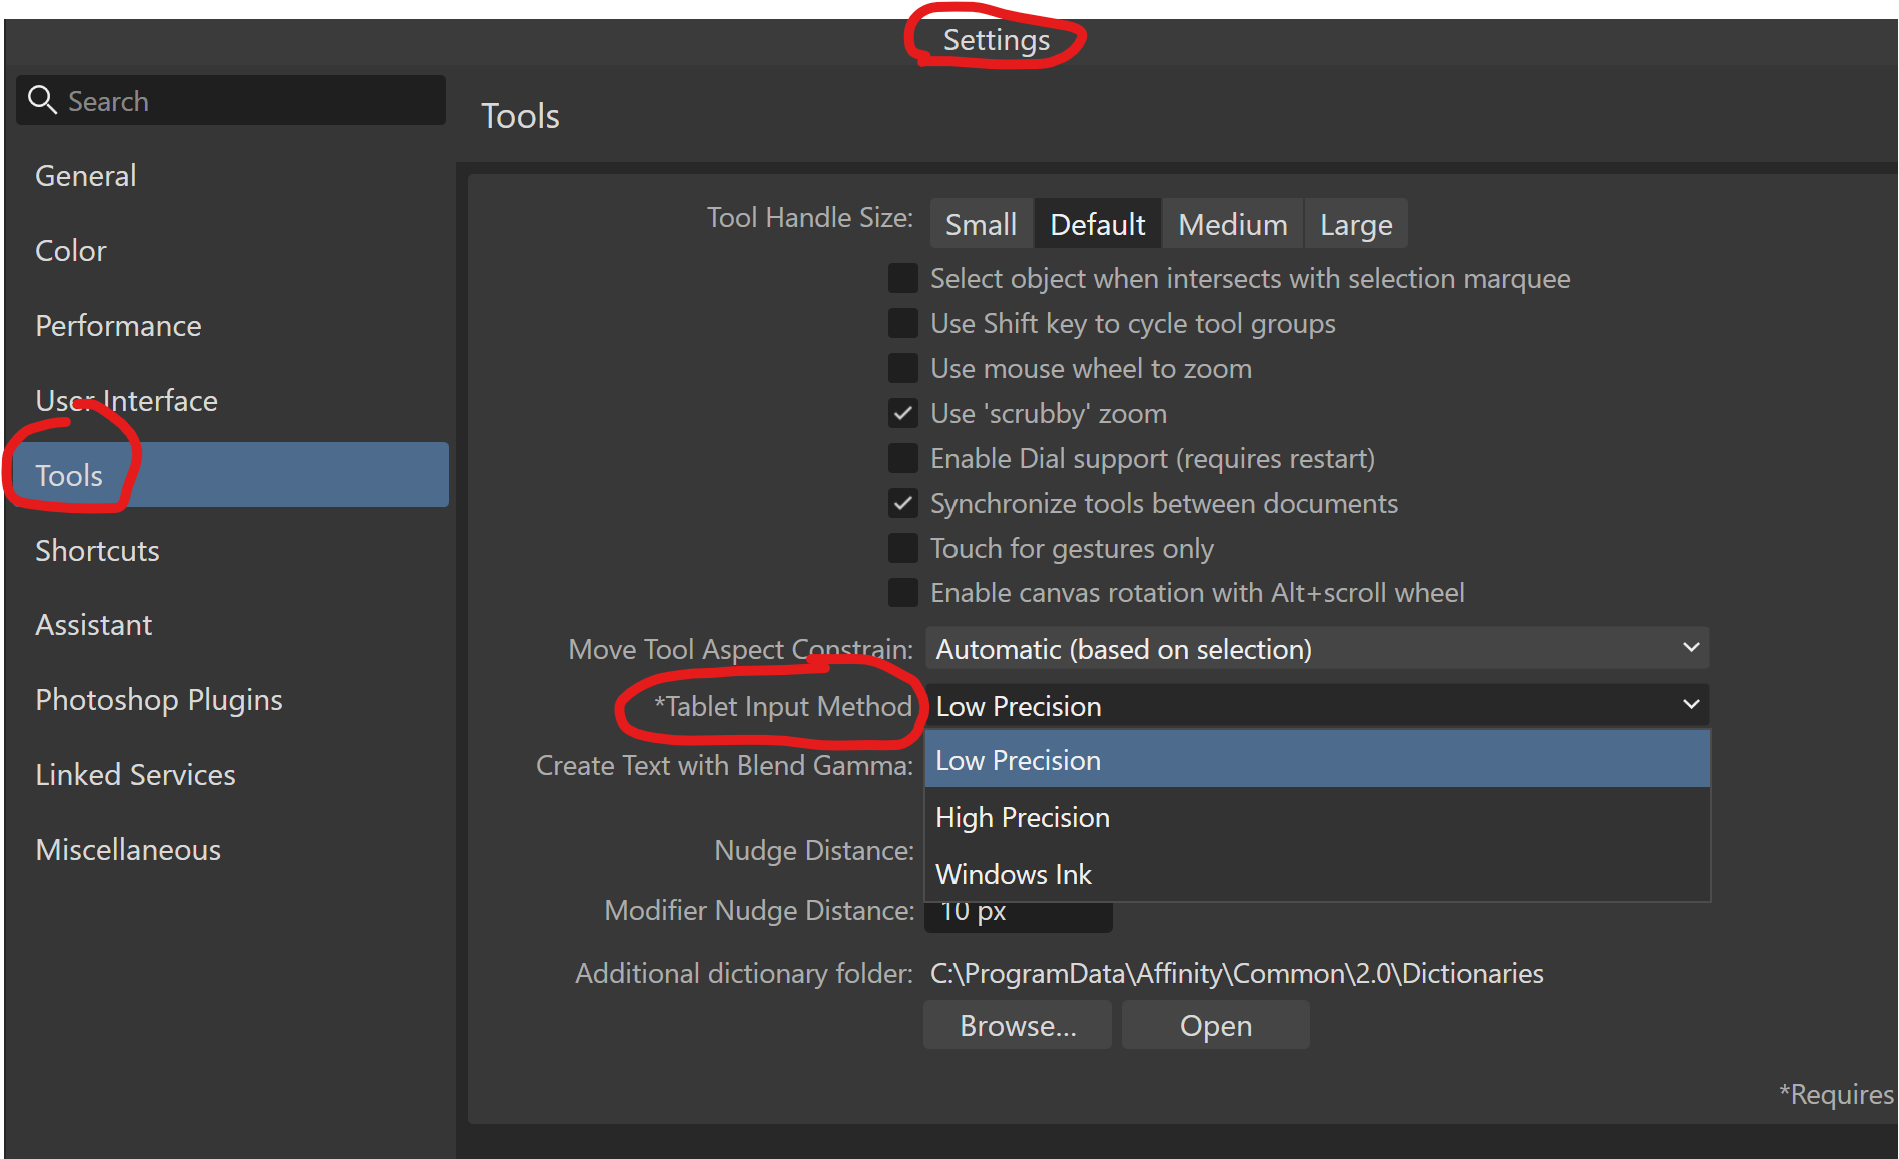 Settings
Search
General
Color
Performance
User Interface
Tools
Shortcuts
Assistant
Photoshop Plugins
Linked Services
Miscellaneous
Tools
Tool Handle Size: Small Default Medium Large
Select object when intersects with selection marquee
Use Shift key to cycle tool groups
Use mouse wheel to zoom
Use 'scrubby' zoom
Enable Dial support (requires restart)
Synchronize tools between documents
Touch for gestures only
Enable canvas rotation with Alt+scroll wheel
Move Tool Aspect Constrain: Automatic (based on selection)
*Tablet Input Method Low Precision
Low Precision
Create Text with Blend Gamma:
High Precision
Nudge Distance:
Windows Ink
Modifier Nudge Distance: 10 px
Additional dictionary folder: C:\ProgramData\Affinity\Common\2.0\Dictionaries
Browse... Open
*Requires